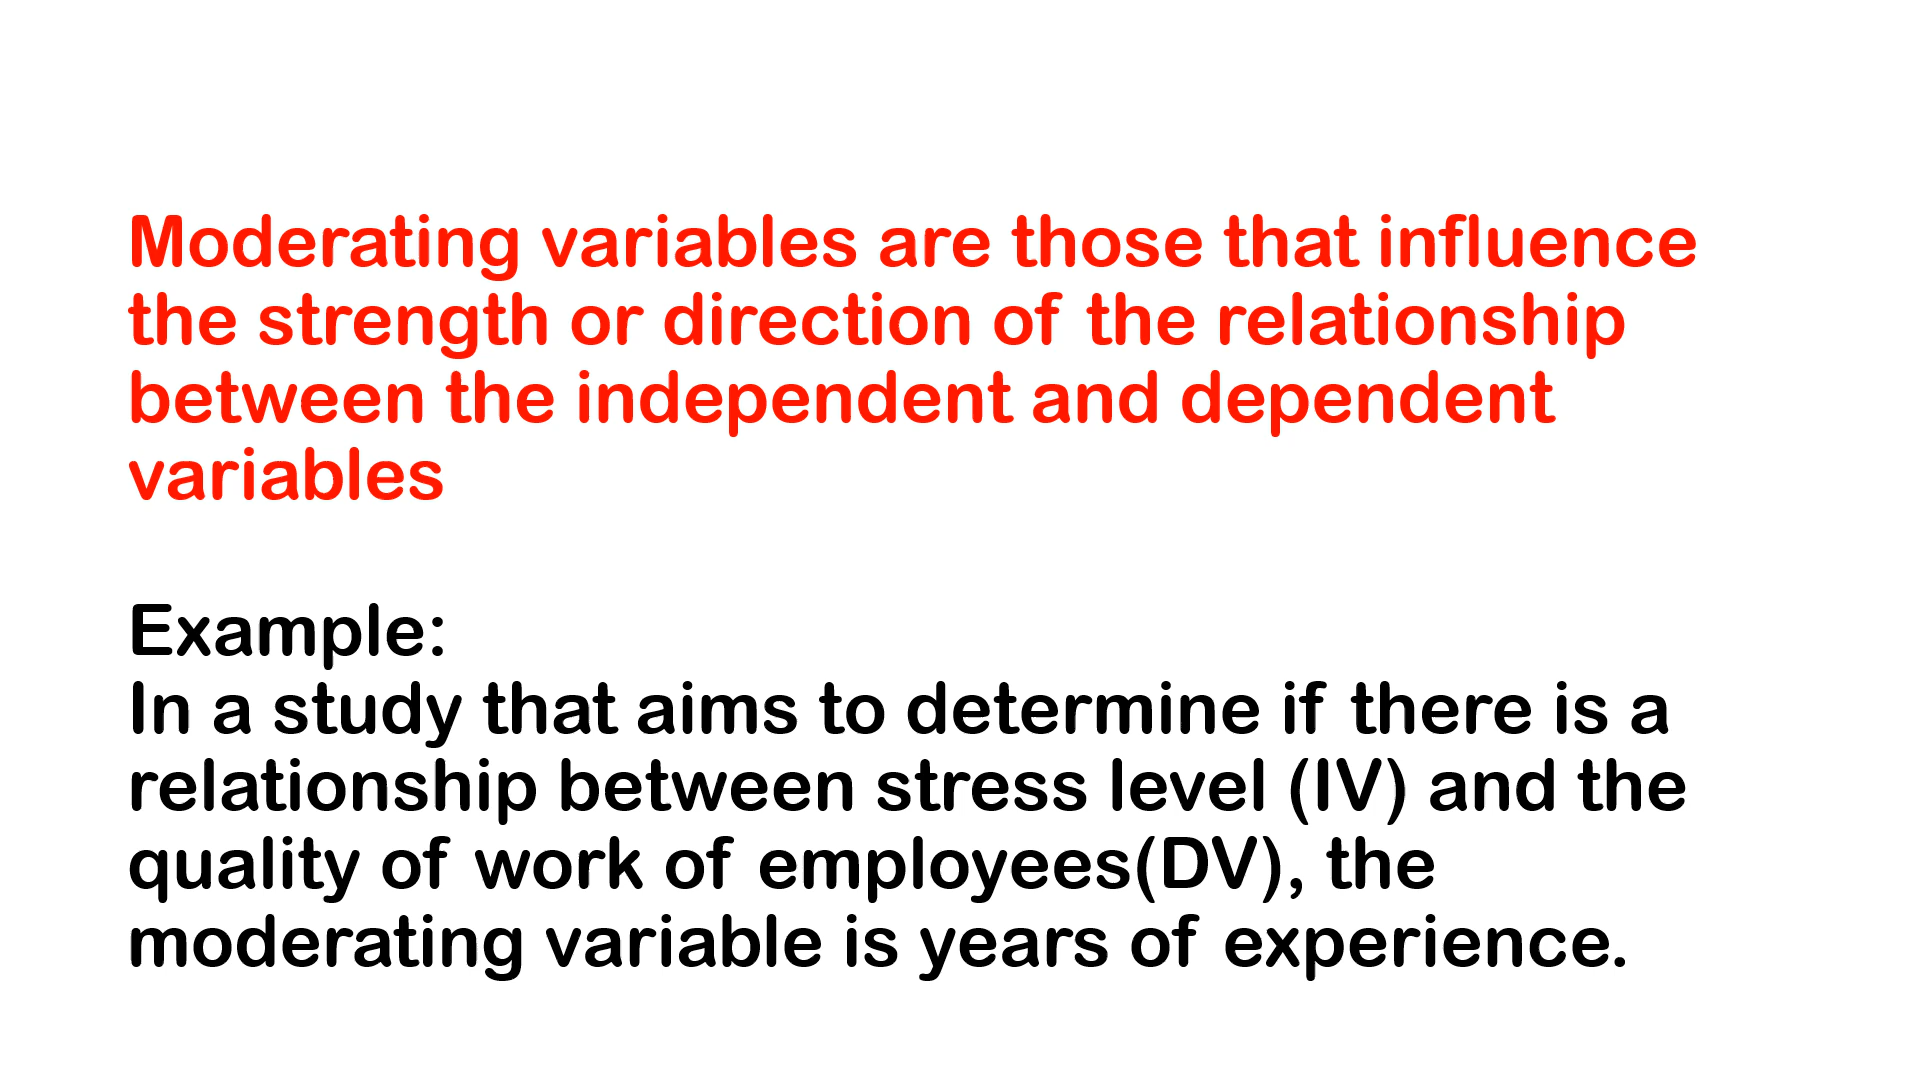 Moderating variables are those that influence
the strength or direction of the relationship
between the independent and dependent
variables
Example:
In a study that aims to determine if there is a
relationship between stress level (IV) and the
quality of work of employees(DV), the
moderating variable is years of experience.